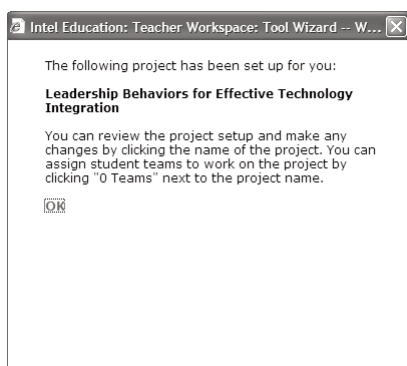 Intel Education: Teacher Workspace: Tool Wizard -- W...
The following project has been set up for you:
Leadership Behaviors for Effective Technology
Integration
You can review the project setup and make any
changes by clicking the name of the project. You can
assign student teams to work on the project by
clicking "0 Teams" next to the project name.
OK